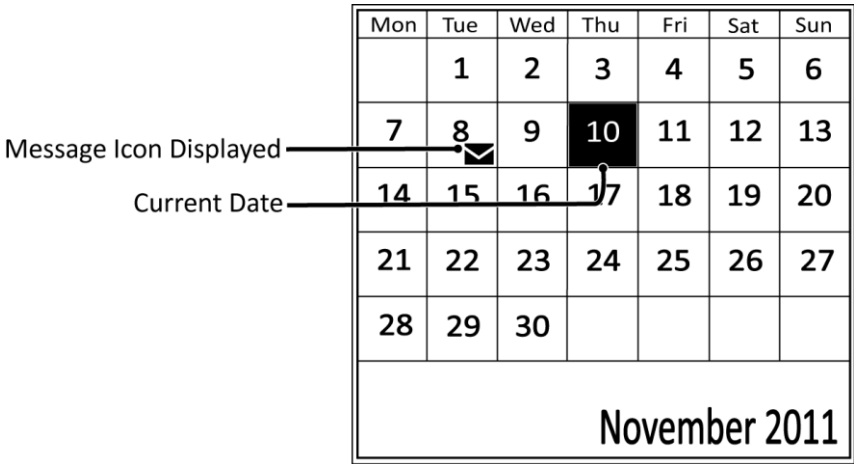 Mon Tue Wed Thu Fri Sat Sun
1 2 3 4 5 6
7 8 9 10 11 12 13
Message Icon Displayed
14 15 16 17 18 19 20
Current Date
21 22 23 24 25 26 27
28 29 30
November 2011